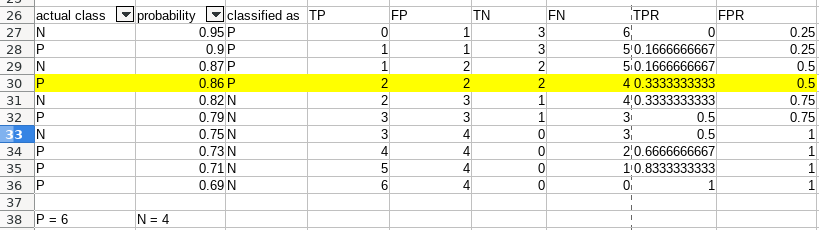 26 actual class probability classified as TP FP TN FN TPR FPR
27 N 0.95 P 0 1 3 6 0 0.25
28 P 0.9 P 1 1 3 5 0.1666666667 0.25
29 N 0.87 P 1 2 2 5 0.1666666667 0.5
30 P 0.86 P 2 2 2 4 0.3333333333 0.5
31 N 0.82 N 2 3 1 4 0.3333333333 0.75
32 P 0.79 N 3 3 1 3 0.5 0.75
33 N 0.75 N 3 4 0 3 0.5 1
34 P 0.73 N 4 4 0 2 0.6666666667 1
35 P 0.71 N 5 4 0 1 0.8333333333 1
36 P 0.69 N 6 4 0 0 1 1
37
38 P = 6 N = 4